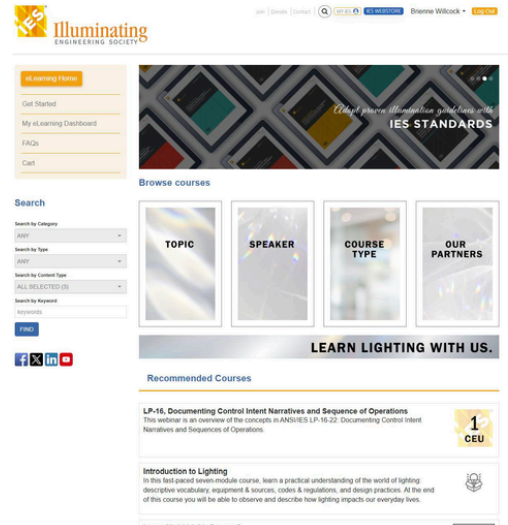 IES
Illuminating
ENGINEERING SOCIETY
Join | Donate | Contact |
MY IES
IES WEBSTORE
Brienne Willcock
Log Out
eLearning Home
Get Started
My eLearning Dashboard
FAQs
Cart
Adopt proven illumination guidelines with
IES STANDARDS
Search
Search by Category
ANY
Search by Type
ANY
Search by Content Type
ALL SELECTED (3)
Search by Keyword
keywords
FIND
Browse courses
TOPIC
SPEAKER
COURSE
TYPE
OUR
PARTNERS
LEARN LIGHTING WITH US.
Recommended Courses
LP-16, Documenting Control Intent Narratives and Sequence of Operations
This webinar is an overview of the concepts in ANSI/IES LP-16-22: Documenting Control Intent
Narratives and Sequences of Operations.
1
CEU
Introduction to Lighting
In this fast-paced seven-module course, learn a practical understanding of the world of lighting:
descriptive vocabulary, equipment & sources, codes & regulations, and design practices. At the end
of this course you will be able to observe and describe how lighting impacts our everyday lives.